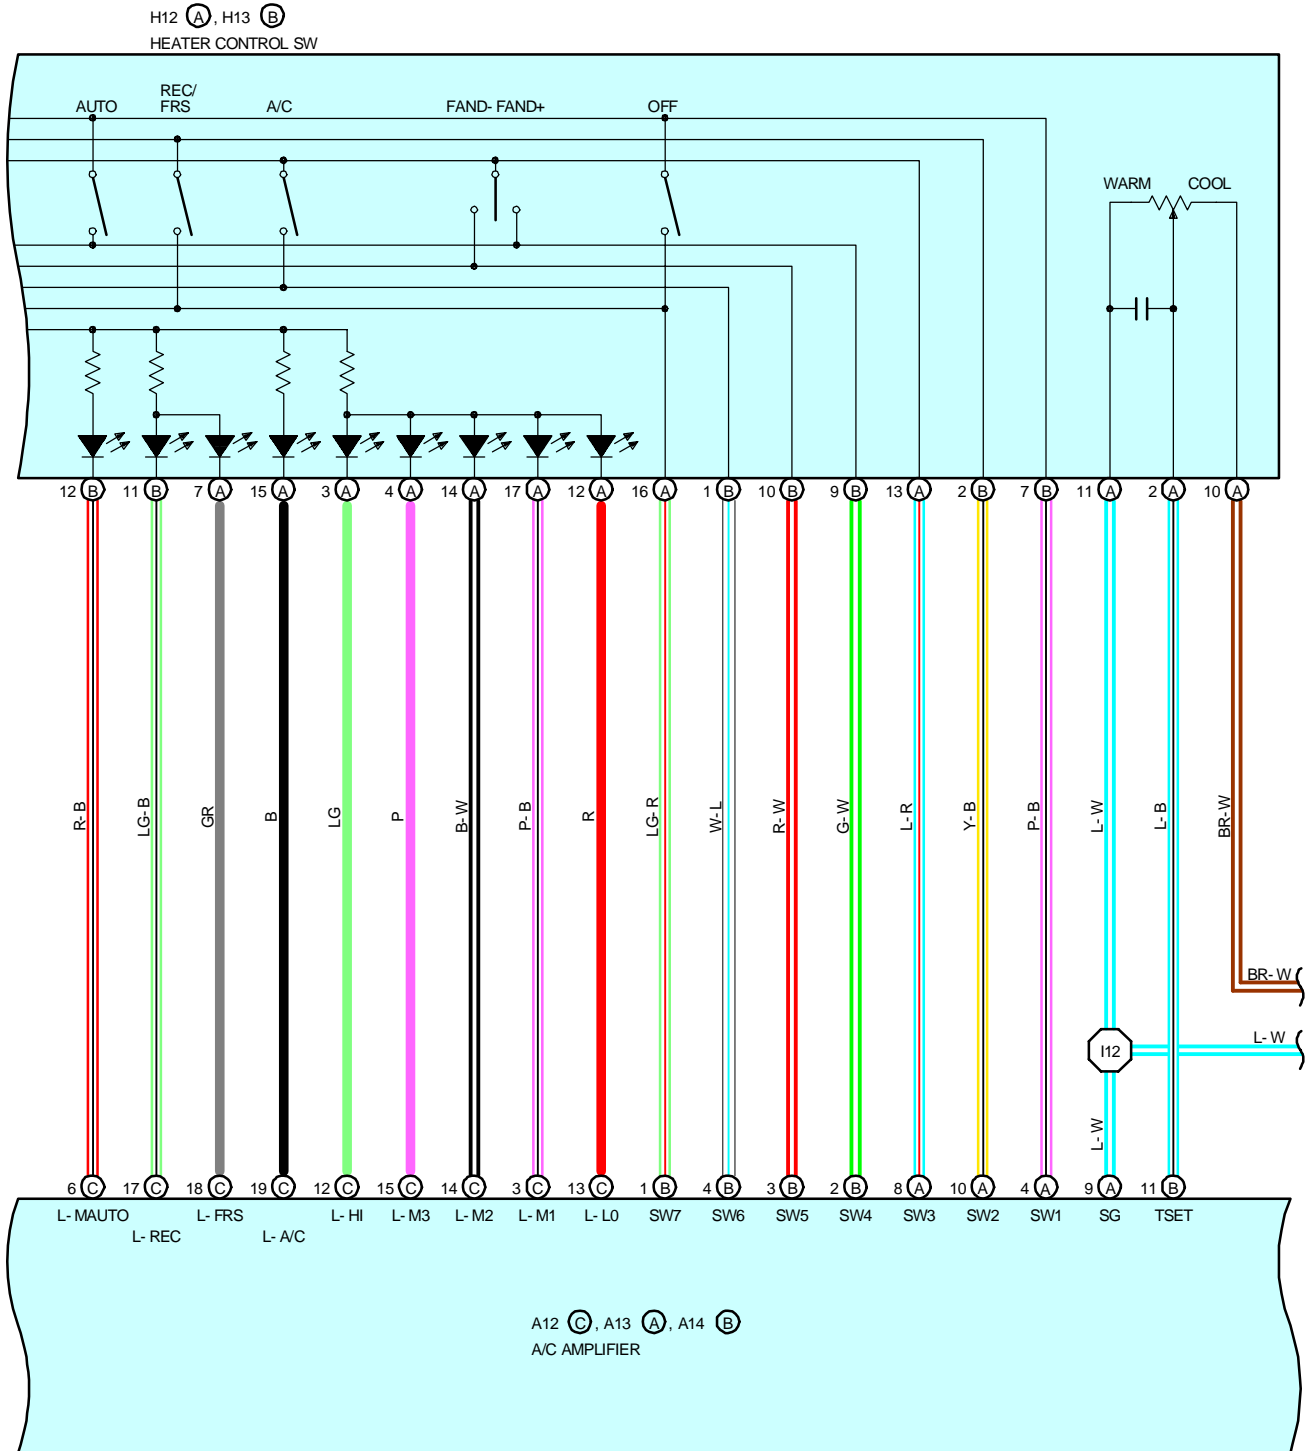 H12 A , H13 B
HEATER CONTROL SW
REC/
AUTO FRS A/C FAND- FAND+ OFF
WARM COOL
12 B 11 B 7 A 15 A 3 A 4 A 14 A 17 A 12 A 16 A 1 B 10 B 9 B 13 A 2 B 7 B 11 A 2 A 10 A
R- B LG- B GR B LG P B- W P- B R LG- R W- L R- W G- W L- R Y- B P- B L- W L- B BR- W
BR- W
L- W
I12
L- W
6 C 17 C 18 C 19 C 12 C 15 C 14 C 3 C 13 C 1 B 4 B 3 B 2 B 8 A 10 A 4 A 9 A 11 B
L- MAUTO L- FRS L- HI L- M3 L- M2 L- M1 L- L0 SW7 SW6 SW5 SW4 SW3 SW2 SW1 SG TSET
L- REC L- A/C
A12 C , A13 A , A14 B
A/C AMPLIFIER